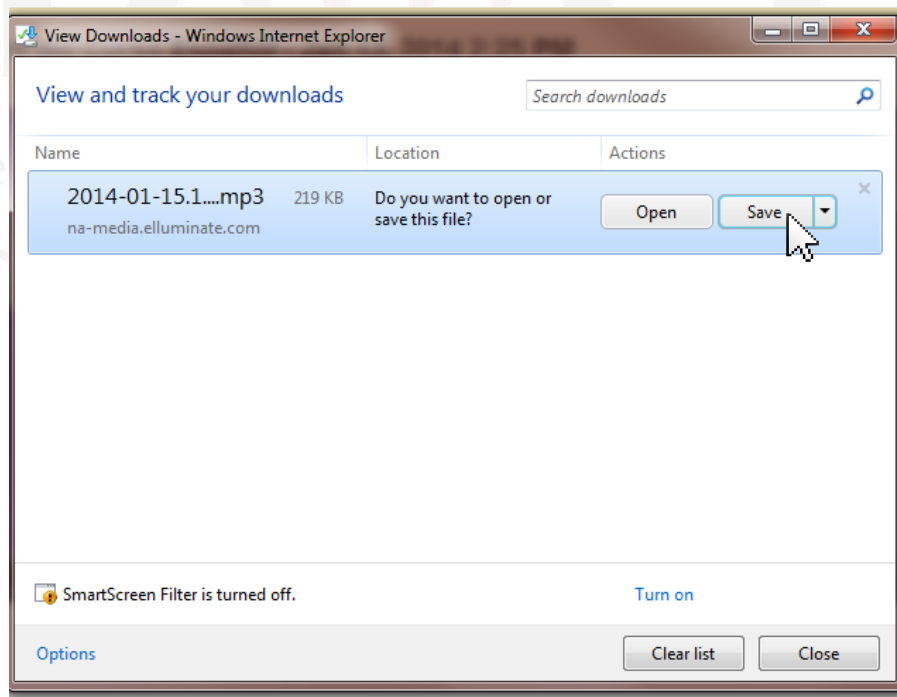 View Downloads - Windows Internet Explorer
View and track your downloads
Search downloads
Name Location Actions
2014-01-15.1....mp3 219 KB Do you want to open or Open Save
na-media.elluminate.com save this file?
SmartScreen Filter is turned off. Turn on
Options Clear list Close